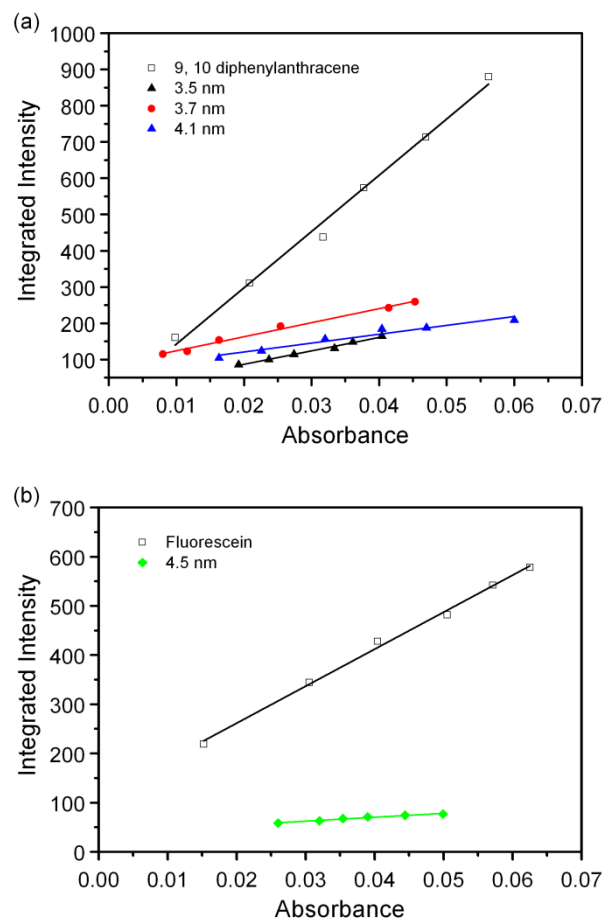 (a)
1000
900
800
700
600
500
400
300
200
100
Integrated Intensity
9, 10 diphenylanthracene
3.5 nm
3.7 nm
4.1 nm
0.00 0.01 0.02 0.03 0.04 0.05 0.06 0.07
Absorbance
(b)
700
600
500
400
300
200
100
0
Integrated Intensity
Fluorescein
4.5 nm
0.00 0.01 0.02 0.03 0.04 0.05 0.06 0.07
Absorbance